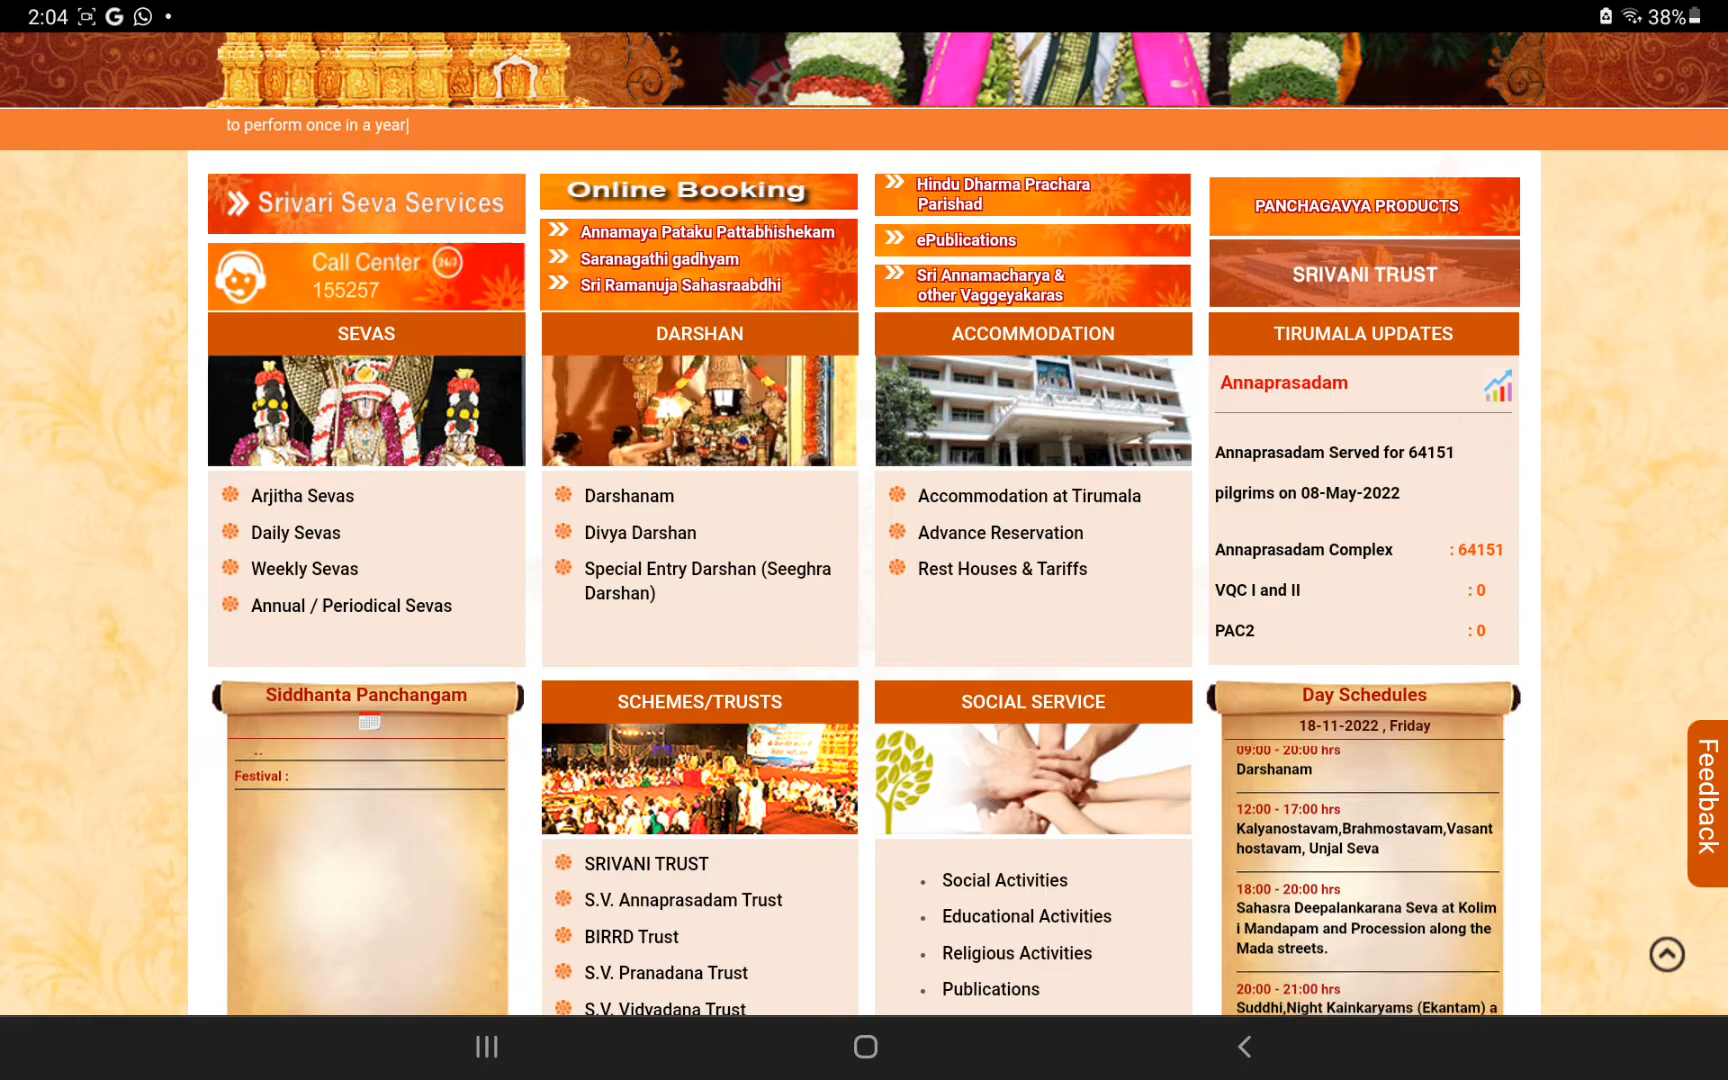 2:04
38%
to perform once in a year
Srivari Seva Services
Call Center 24/7
155257
Online Booking
Annamaya Pataku Pattabhishekam
Saranagathi gadhyam
Sri Ramanuja Sahasraabdhi
Hindu Dharma Prachara
Parishad
ePublications
Sri Annamacharya &
other Vaggeyakaras
PANCHAGAVYA PRODUCTS
SRIVANI TRUST
SEVAS
Arjitha Sevas
Daily Sevas
Weekly Sevas
Annual / Periodical Sevas
DARSHAN
Darshanam
Divya Darshan
Special Entry Darshan (Seeghra
Darshan)
ACCOMMODATION
Accommodation at Tirumala
Advance Reservation
Rest Houses & Tariffs
TIRUMALA UPDATES
Annaprasadam
Annaprasadam Served for 64151
pilgrims on 08-May-2022
Annaprasadam Complex : 64151
VQC I and II : 0
PAC2 : 0
Siddhanta Panchangam
Festival :
SCHEMES/TRUSTS
SRIVANI TRUST
S.V. Annaprasadam Trust
BIRRD Trust
S.V. Pranadana Trust
S.V. Vidyadana Trust
SOCIAL SERVICE
Social Activities
Educational Activities
Religious Activities
Publications
Day Schedules
18-11-2022 , Friday
09:00 - 20:00 hrs
Darshanam
12:00 - 17:00 hrs
Kalyanostavam,Brahmostavam,Vasant
hostavam, Unjal Seva
18:00 - 20:00 hrs
Sahasra Deepalankarana Seva at Kolim
i Mandapam and Procession along the
Mada streets.
20:00 - 21:00 hrs
Suddhi,Night Kainkaryams (Ekantam) a
Feedback